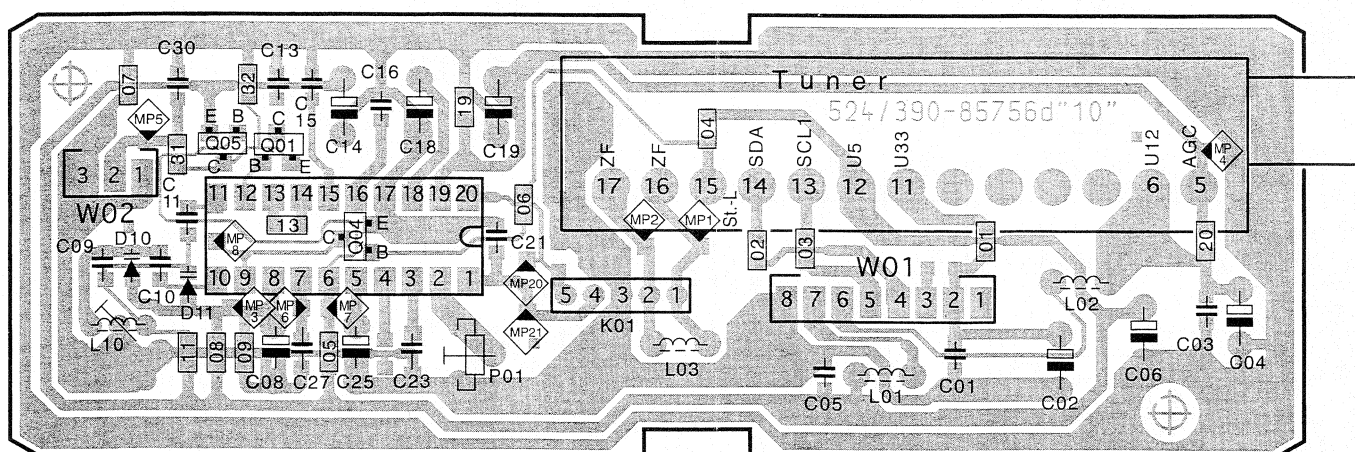 C30
C13
C16
Tuner
524/390-85756d"10"
07
32
C
15
19
04
MP5
E
B
C
Q05
Q01
C14
C18
C19
ZF
ZF
SDA
SCL1
U5
U33
U12
AGC
MP
4
31
C
B
E
3 2 1
17 16 15 14 13 12 11 6 5
C
11
11 12 13 14 15 16 17 18 19 20
06
W02
13
MP2
MP1
St.-L
C09
D10
MP
8
C
Q04
E
B
C21
02
03
W01
01
20
10 9 8 7 6 5 4 3 2 1
MP20
C10
D11
MP
3
MP
6
MP
7
5 4 3 2 1
K01
8 7 6 5 4 3 2 1
L02
MP21
2
L10
11
08
09
05
P01
L03
C03
G04
C08
C27
C25
C23
C05
L01
C01
C02
C06